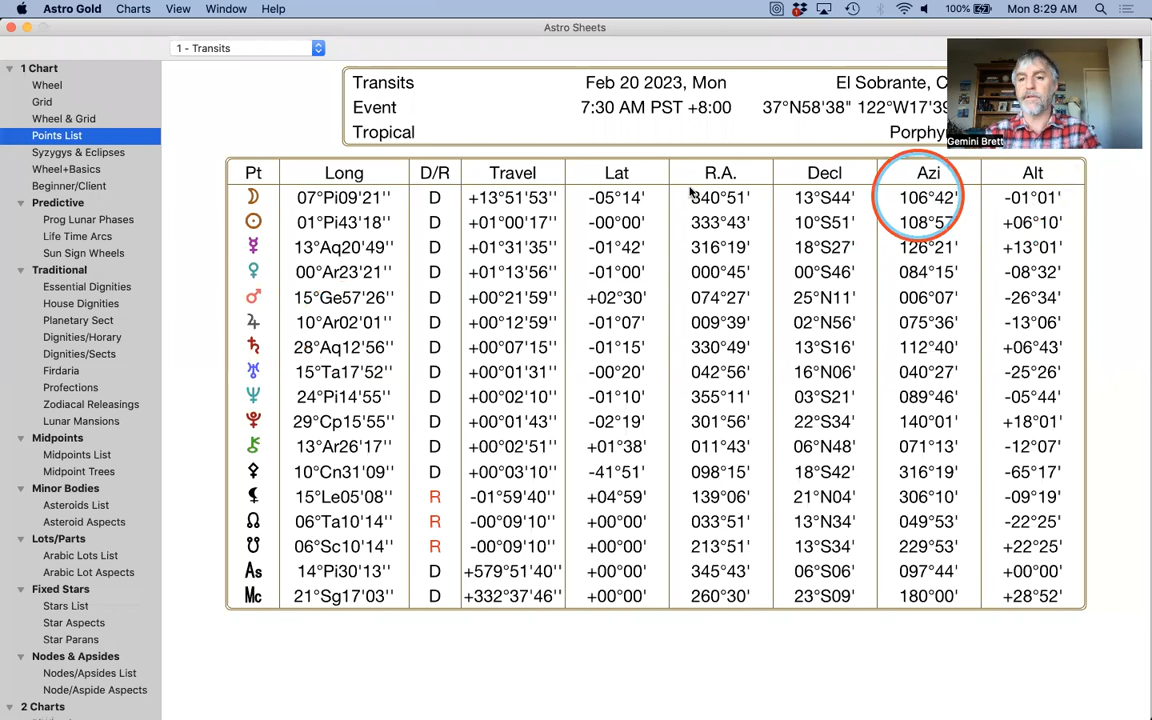 Astro Gold Charts View Window Help 100% Mon 8:29 AM
Astro Sheets
1 - Transits
1 Chart
Wheel
Grid
Wheel & Grid
Points List
Syzygys & Eclipses
Wheel+Basics
Beginner/Client
Predictive
Prog Lunar Phases
Life Time Arcs
Sun Sign Wheels
Traditional
Essential Dignities
House Dignities
Planetary Sect
Dignities/Horary
Dignities/Sects
Firdaria
Profections
Zodiacal Releasings
Lunar Mansions
Midpoints
Midpoints List
Midpoint Trees
Minor Bodies
Asteroids List
Asteroid Aspects
Lots/Parts
Arabic Lots List
Arabic Lot Aspects
Fixed Stars
Stars List
Star Aspects
Star Parans
Nodes & Apsides
Nodes/Apsides List
Node/Aspide Aspects
2 Charts
Transits Feb 20 2023, Mon El Sobrante, C
Event 7:30 AM PST +8:00 37°N58'38" 122°W17'39
Tropical Porphy
Gemini Brett
Pt Long D/R Travel Lat R.A. Decl Azi Alt
☽ 07°Pi09'21'' D +13°51'53'' -05°14' 340°51' 13°S44' 106°42' -01°01'
☉ 01°Pi43'18'' D +01°00'17'' -00°00' 333°43' 10°S51' 108°57' +06°10'
☿ 13°Aq20'49'' D +01°31'35'' -01°42' 316°19' 18°S27' 126°21' +13°01'
♀ 00°Ar23'21'' D +01°13'56'' -01°00' 000°45' 00°S46' 084°15' -08°32'
♂ 15°Ge57'26'' D +00°21'59'' +02°30' 074°27' 25°N11' 006°07' -26°34'
♃ 10°Ar02'01'' D +00°12'59'' -01°07' 009°39' 02°N56' 075°36' -13°06'
♄ 28°Aq12'56'' D +00°07'15'' -01°15' 330°49' 13°S16' 112°40' +06°43'
♅ 15°Ta17'52'' D +00°01'31'' -00°20' 042°56' 16°N06' 040°27' -25°26'
♆ 24°Pi14'55'' D +00°02'10'' -01°10' 355°11' 03°S21' 089°46' -05°44'
29°Cp15'55'' D +00°01'43'' -02°19' 301°56' 22°S34' 140°01' +18°01'
⚷ 13°Ar26'17'' D +00°02'51'' +01°38' 011°43' 06°N48' 071°13' -12°07'
⚴ 10°Cn31'09'' D +00°03'10'' -41°51' 098°15' 18°S42' 316°19' -65°17'
⚸ 15°Le05'08'' R -01°59'40'' +04°59' 139°06' 21°N04' 306°10' -09°19'
☊ 06°Ta10'14'' R -00°09'10'' +00°00' 033°51' 13°N34' 049°53' -22°25'
☋ 06°Sc10'14'' R -00°09'10'' +00°00' 213°51' 13°S34' 229°53' +22°25'
As 14°Pi30'13'' D +579°51'40'' +00°00' 345°43' 06°S06' 097°44' +00°00'
Mc 21°Sg17'03'' D +332°37'46'' +00°00' 260°30' 23°S09' 180°00' +28°52'